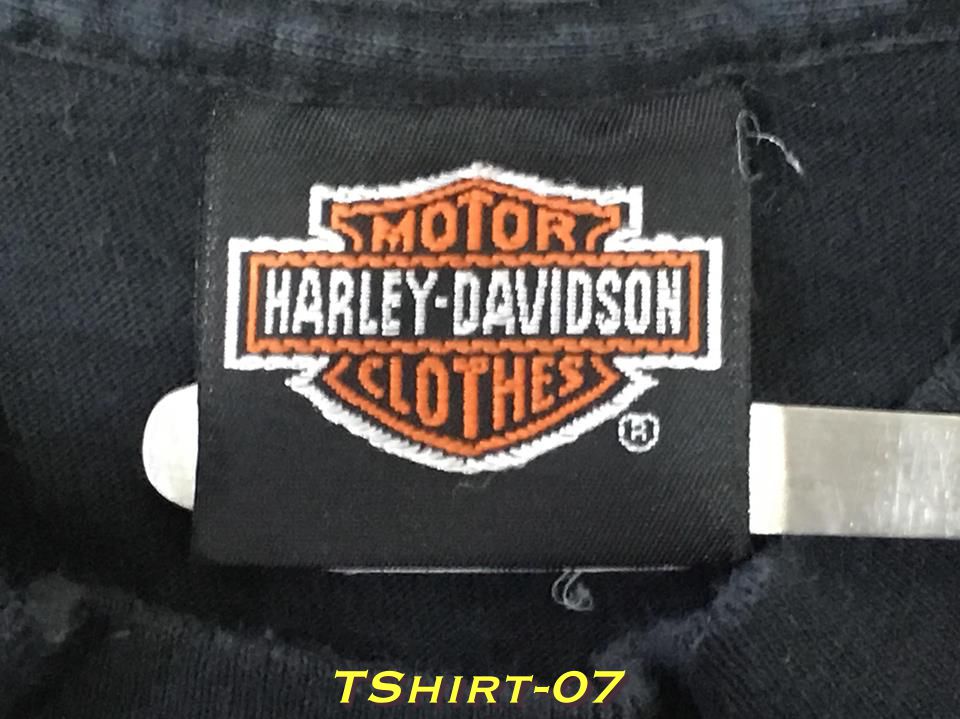 MOTOR
HARLEY-DAVIDSON
CLOTHES
®
TSHIRT-07